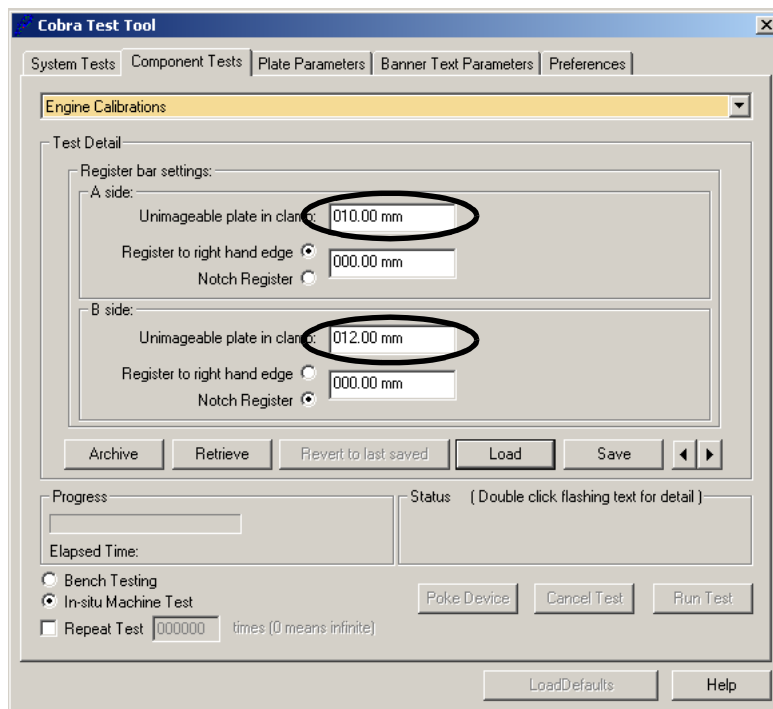 Cobra Test Tool
System Tests Component Tests Plate Parameters Banner Text Parameters Preferences
Engine Calibrations
Test Detail
Register bar settings:
A side:
Unimageable plate in clamp: 010.00 mm
Register to right hand edge
000.00 mm
Notch Register
B side:
Unimageable plate in clamp: 012.00 mm
Register to right hand edge
000.00 mm
Notch Register
Archive Retrieve Revert to last saved Load Save
Progress Status ( Double click flashing text for detail )
Elapsed Time:
Bench Testing
In-situ Machine Test
Poke Device Cancel Test Run Test
Repeat Test 000000 times (0 means infinite)
LoadDefaults Help